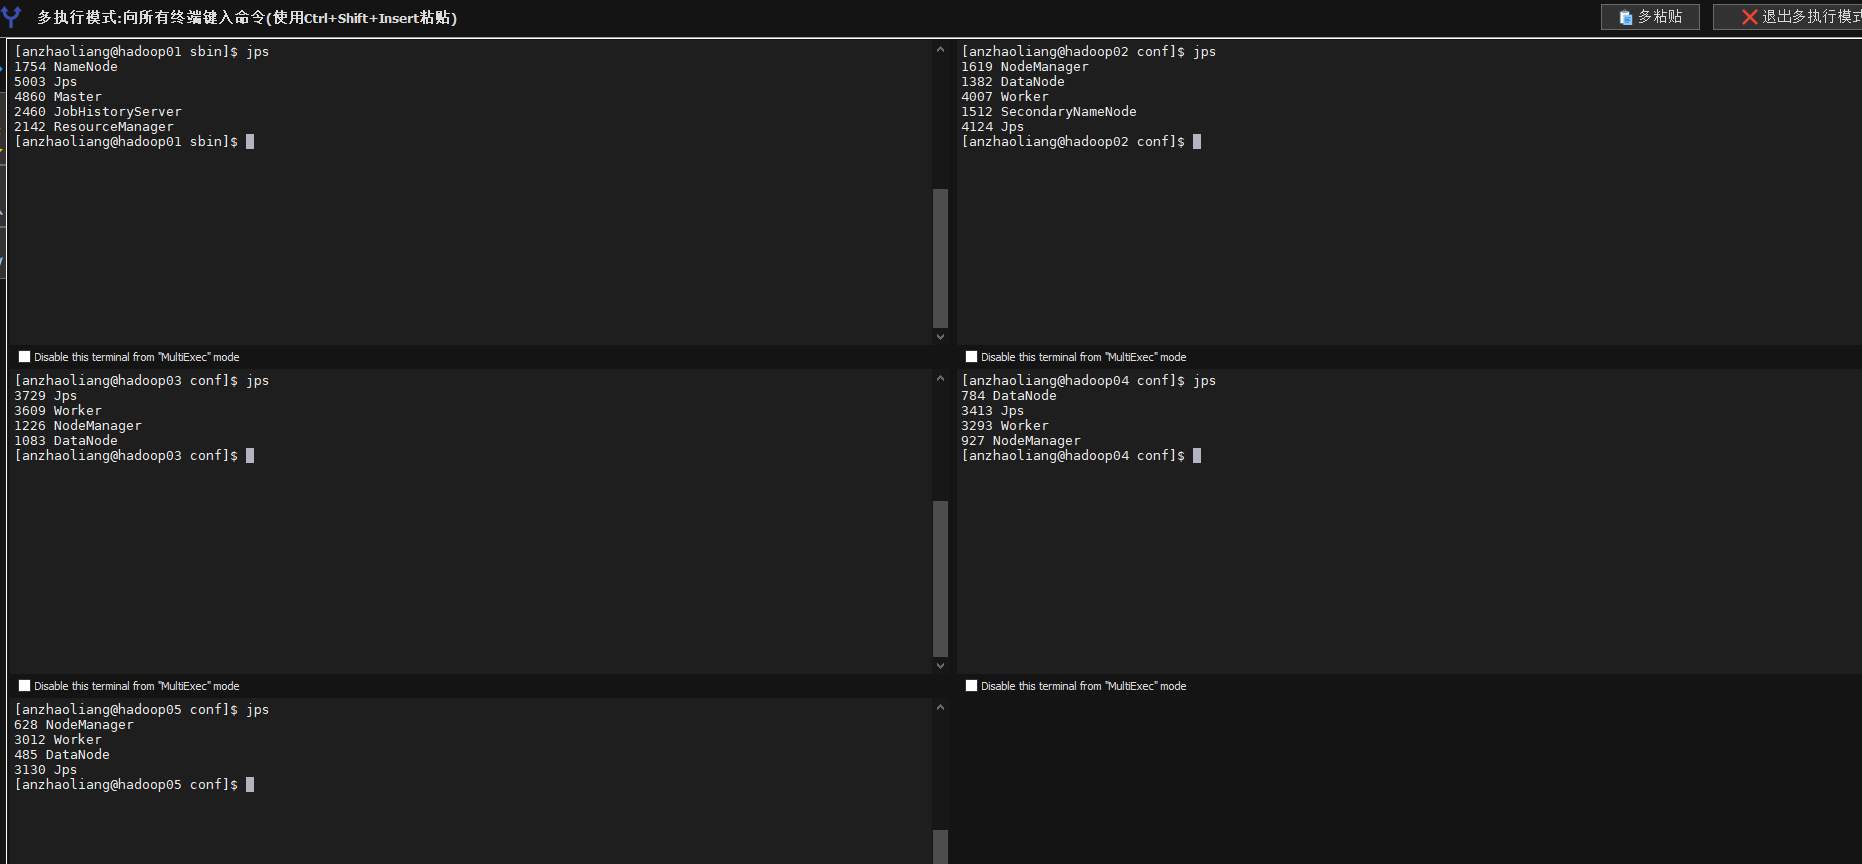 多执行模式:向所有终端键入命令(使用Ctrl+Shift+Insert粘贴)
多粘贴
退出多执行模式
[anzhaoliang@hadoop01 sbin]$ jps
1754 NameNode
5003 Jps
4860 Master
2460 JobHistoryServer
2142 ResourceManager
[anzhaoliang@hadoop01 sbin]$
[anzhaoliang@hadoop02 conf]$ jps
1619 NodeManager
1382 DataNode
4007 Worker
1512 SecondaryNameNode
4124 Jps
[anzhaoliang@hadoop02 conf]$
Disable this terminal from "MultiExec" mode
Disable this terminal from "MultiExec" mode
[anzhaoliang@hadoop03 conf]$ jps
3729 Jps
3609 Worker
1226 NodeManager
1083 DataNode
[anzhaoliang@hadoop03 conf]$
[anzhaoliang@hadoop04 conf]$ jps
784 DataNode
3413 Jps
3293 Worker
927 NodeManager
[anzhaoliang@hadoop04 conf]$
Disable this terminal from "MultiExec" mode
Disable this terminal from "MultiExec" mode
[anzhaoliang@hadoop05 conf]$ jps
628 NodeManager
3012 Worker
485 DataNode
3130 Jps
[anzhaoliang@hadoop05 conf]$